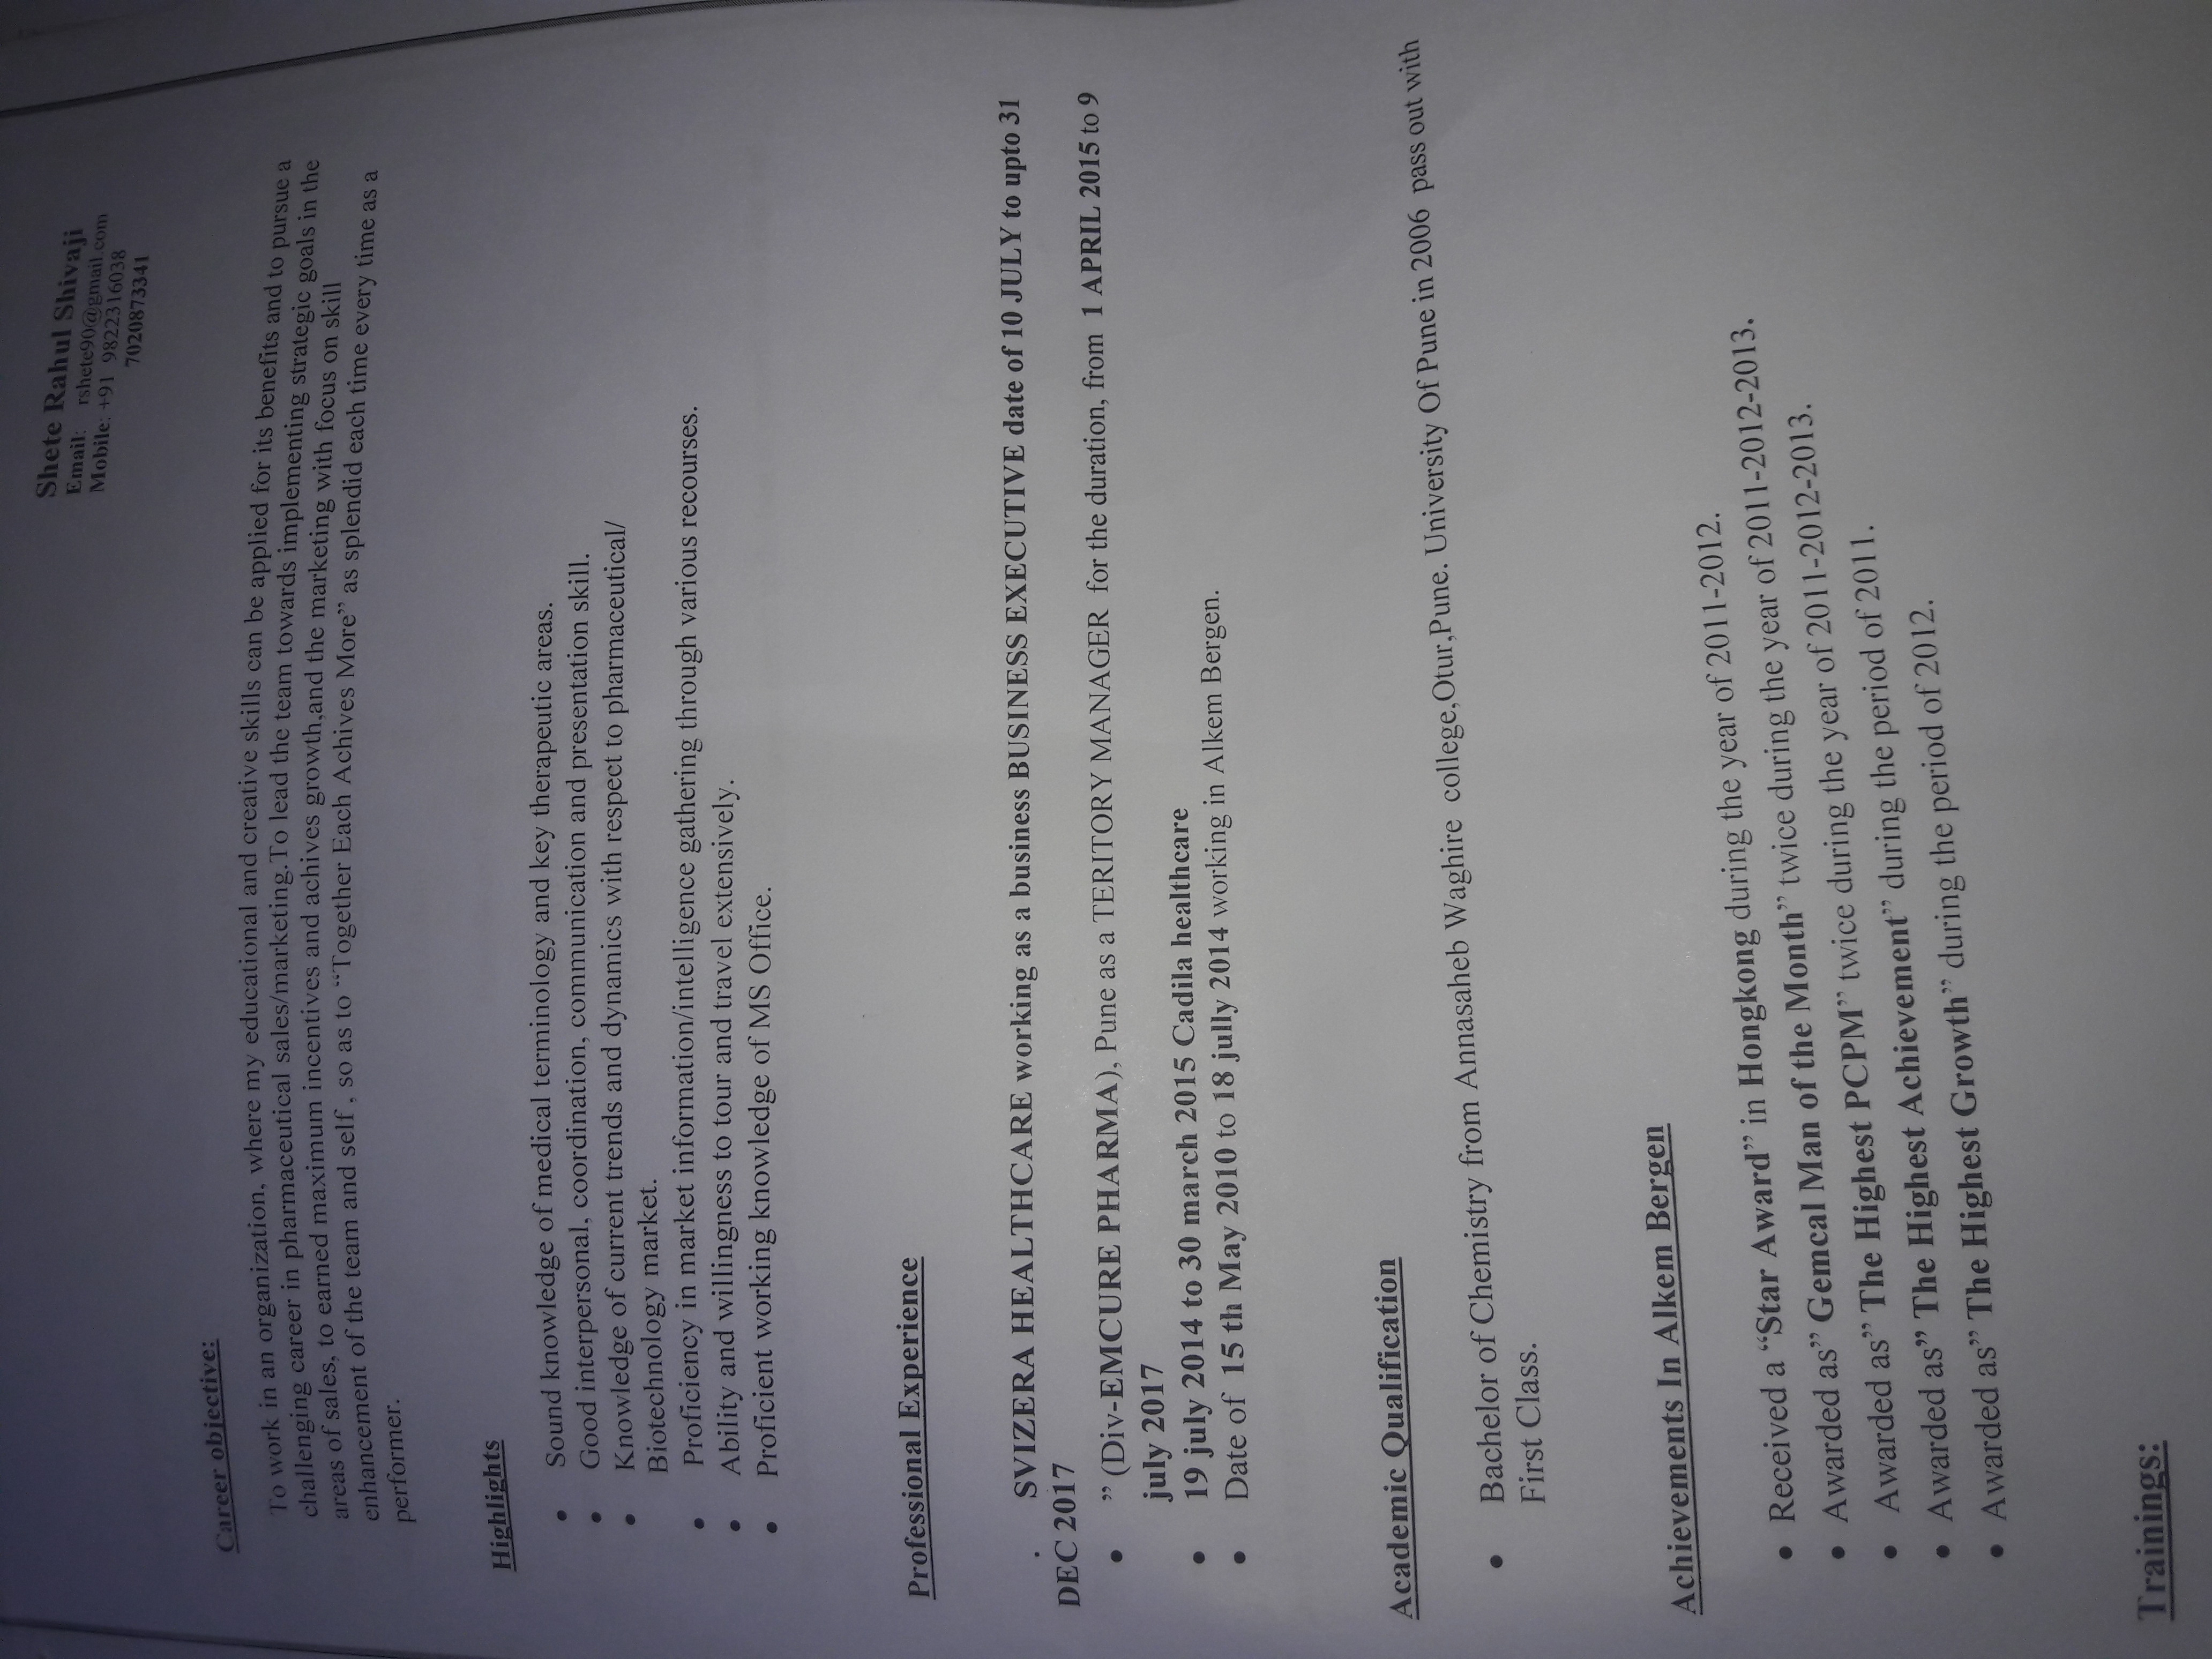 Shete Rahul Shivaji
Email: rshete90@gmail.com
Mobile: +91 9822316038
7020873341
Career objective:
To work in an organization, where my educational and creative skills can be applied for its benefits and to pursue a
challenging career in pharmaceutical sales/marketing.To lead the team towards implementing strategic goals in the
areas of sales, to earned maximum incentives and achives growth,and the marketing with focus on skill
enhancement of the team and self , so as to “Together Each Achives More” as splendid each time every time as a
performer.
Highlights
• Sound knowledge of medical terminology and key therapeutic areas.
• Good interpersonal, coordination, communication and presentation skill.
• Knowledge of current trends and dynamics with respect to pharmaceutical/
Biotechnology market.
• Proficiency in market information/intelligence gathering through various recourses.
• Ability and willingness to tour and travel extensively.
• Proficient working knowledge of MS Office.
Professional Experience
. SVIZERA HEALTHCARE working as a business BUSINESS EXECUTIVE date of 10 JULY to upto 31
DEC 2017
• ” (Div-EMCURE PHARMA), Pune as a TERITORY MANAGER for the duration, from 1 APRIL 2015 to 9
july 2017
• 19 july 2014 to 30 march 2015 Cadila healthcare
• Date of 15 th May 2010 to 18 jully 2014 working in Alkem Bergen.
Academic Qualification
• Bachelor of Chemistry from Annasaheb Waghire college,Otur,Pune. University Of Pune in 2006 pass out with
First Class.
Achievements In Alkem Bergen
• Received a “Star Award” in Hongkong during the year of 2011-2012.
• Awarded as” Gemcal Man of the Month” twice during the year of 2011-2012-2013.
• Awarded as” The Highest PCPM” twice during the year of 2011-2012-2013.
• Awarded as” The Highest Achievement” during the period of 2011.
• Awarded as” The Highest Growth” during the period of 2012.
Trainings: